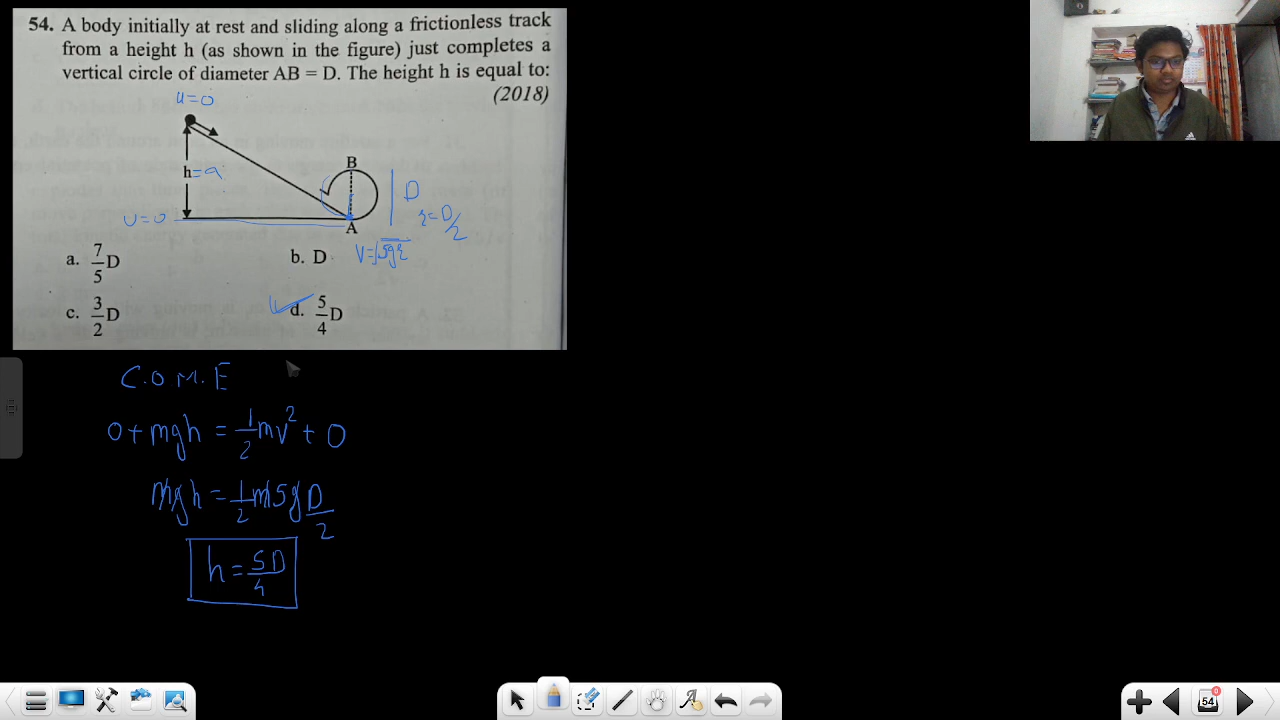 54. A body initially at rest and sliding along a frictionless track
from a height h (as shown in the figure) just completes a
vertical circle of diameter AB = D. The height h is equal to:
(2018)
u=0
B
h=a
D
r=D/2
U=0
A
V=√5gr
a. 7/5 D
b. D
c. 3/2 D
d. 5/4 D
C.O.M.E
0+mgh = 1/2 mv² + 0
mgh = 1/2 m5g D/2
h = 5D/4
54
0